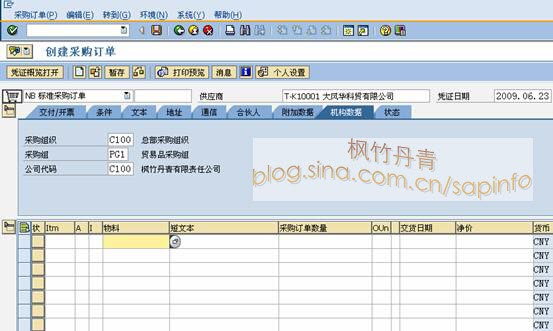 采购订单(P) 编辑(E) 转到(G) 环境(N) 系统(Y) 帮助(H)
创建采购订单
凭证概览打开 暂存 打印预览 消息 个人设置
NB 标准采购订单 供应商 T-K10001 大风华科贸有限公司 凭证日期 2009.06.23
交付/开票 条件 文本 地址 通信 合伙人 附加数据 机构数据 状态
采购组织 C100 总部采购组织
采购组 PG1 贸易品采购组
公司代码 C100 枫竹丹青有限责任公司
枫竹丹青
blog.sina.com.cn/sapinfo
状 Itm A I 物料 短文本 采购订单数量 OUn 交货日期 净价 货币
CNY
CNY
CNY
CNY
CNY
CNY
CNY